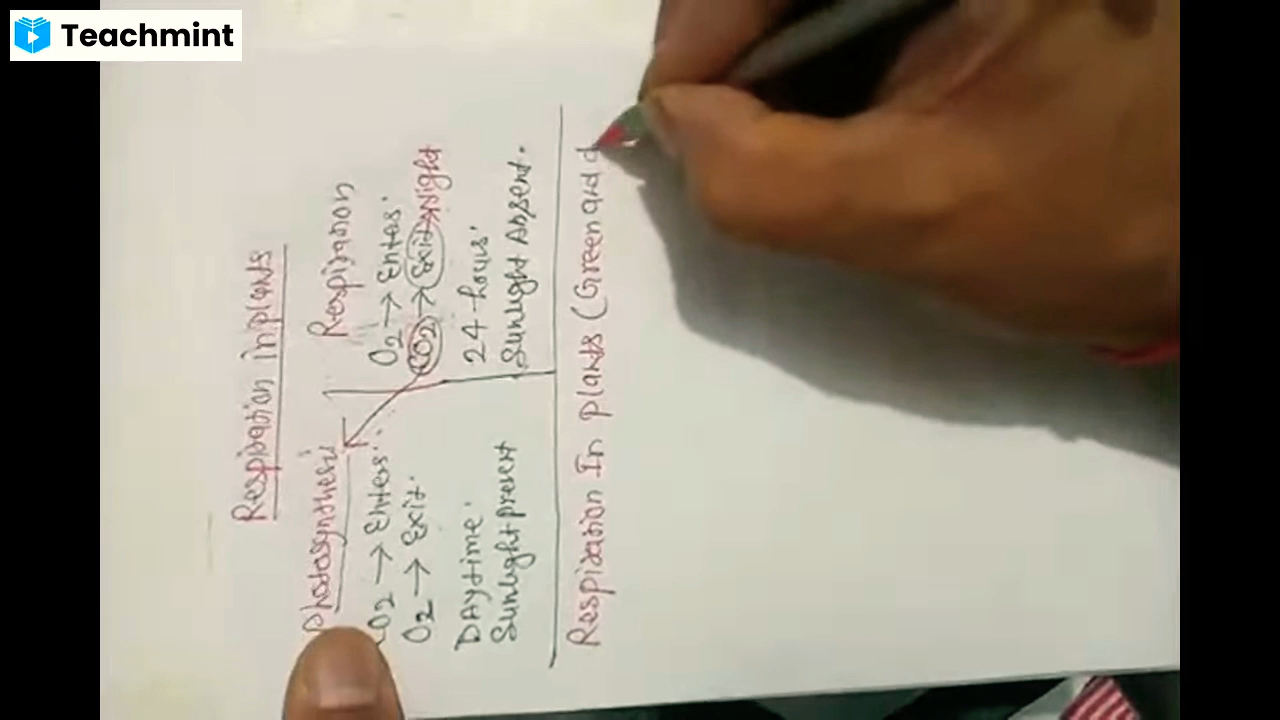 Teachmint
Respiration in plants
Photosynthesis
CO2 → Enters.
O2 → Exit.
DAytime.
Sunlight present
Respiration
O2 → Enters.
CO2 → Exit → Night
24-hours.
Sunlight Absent.
Respiration In plants (Green and